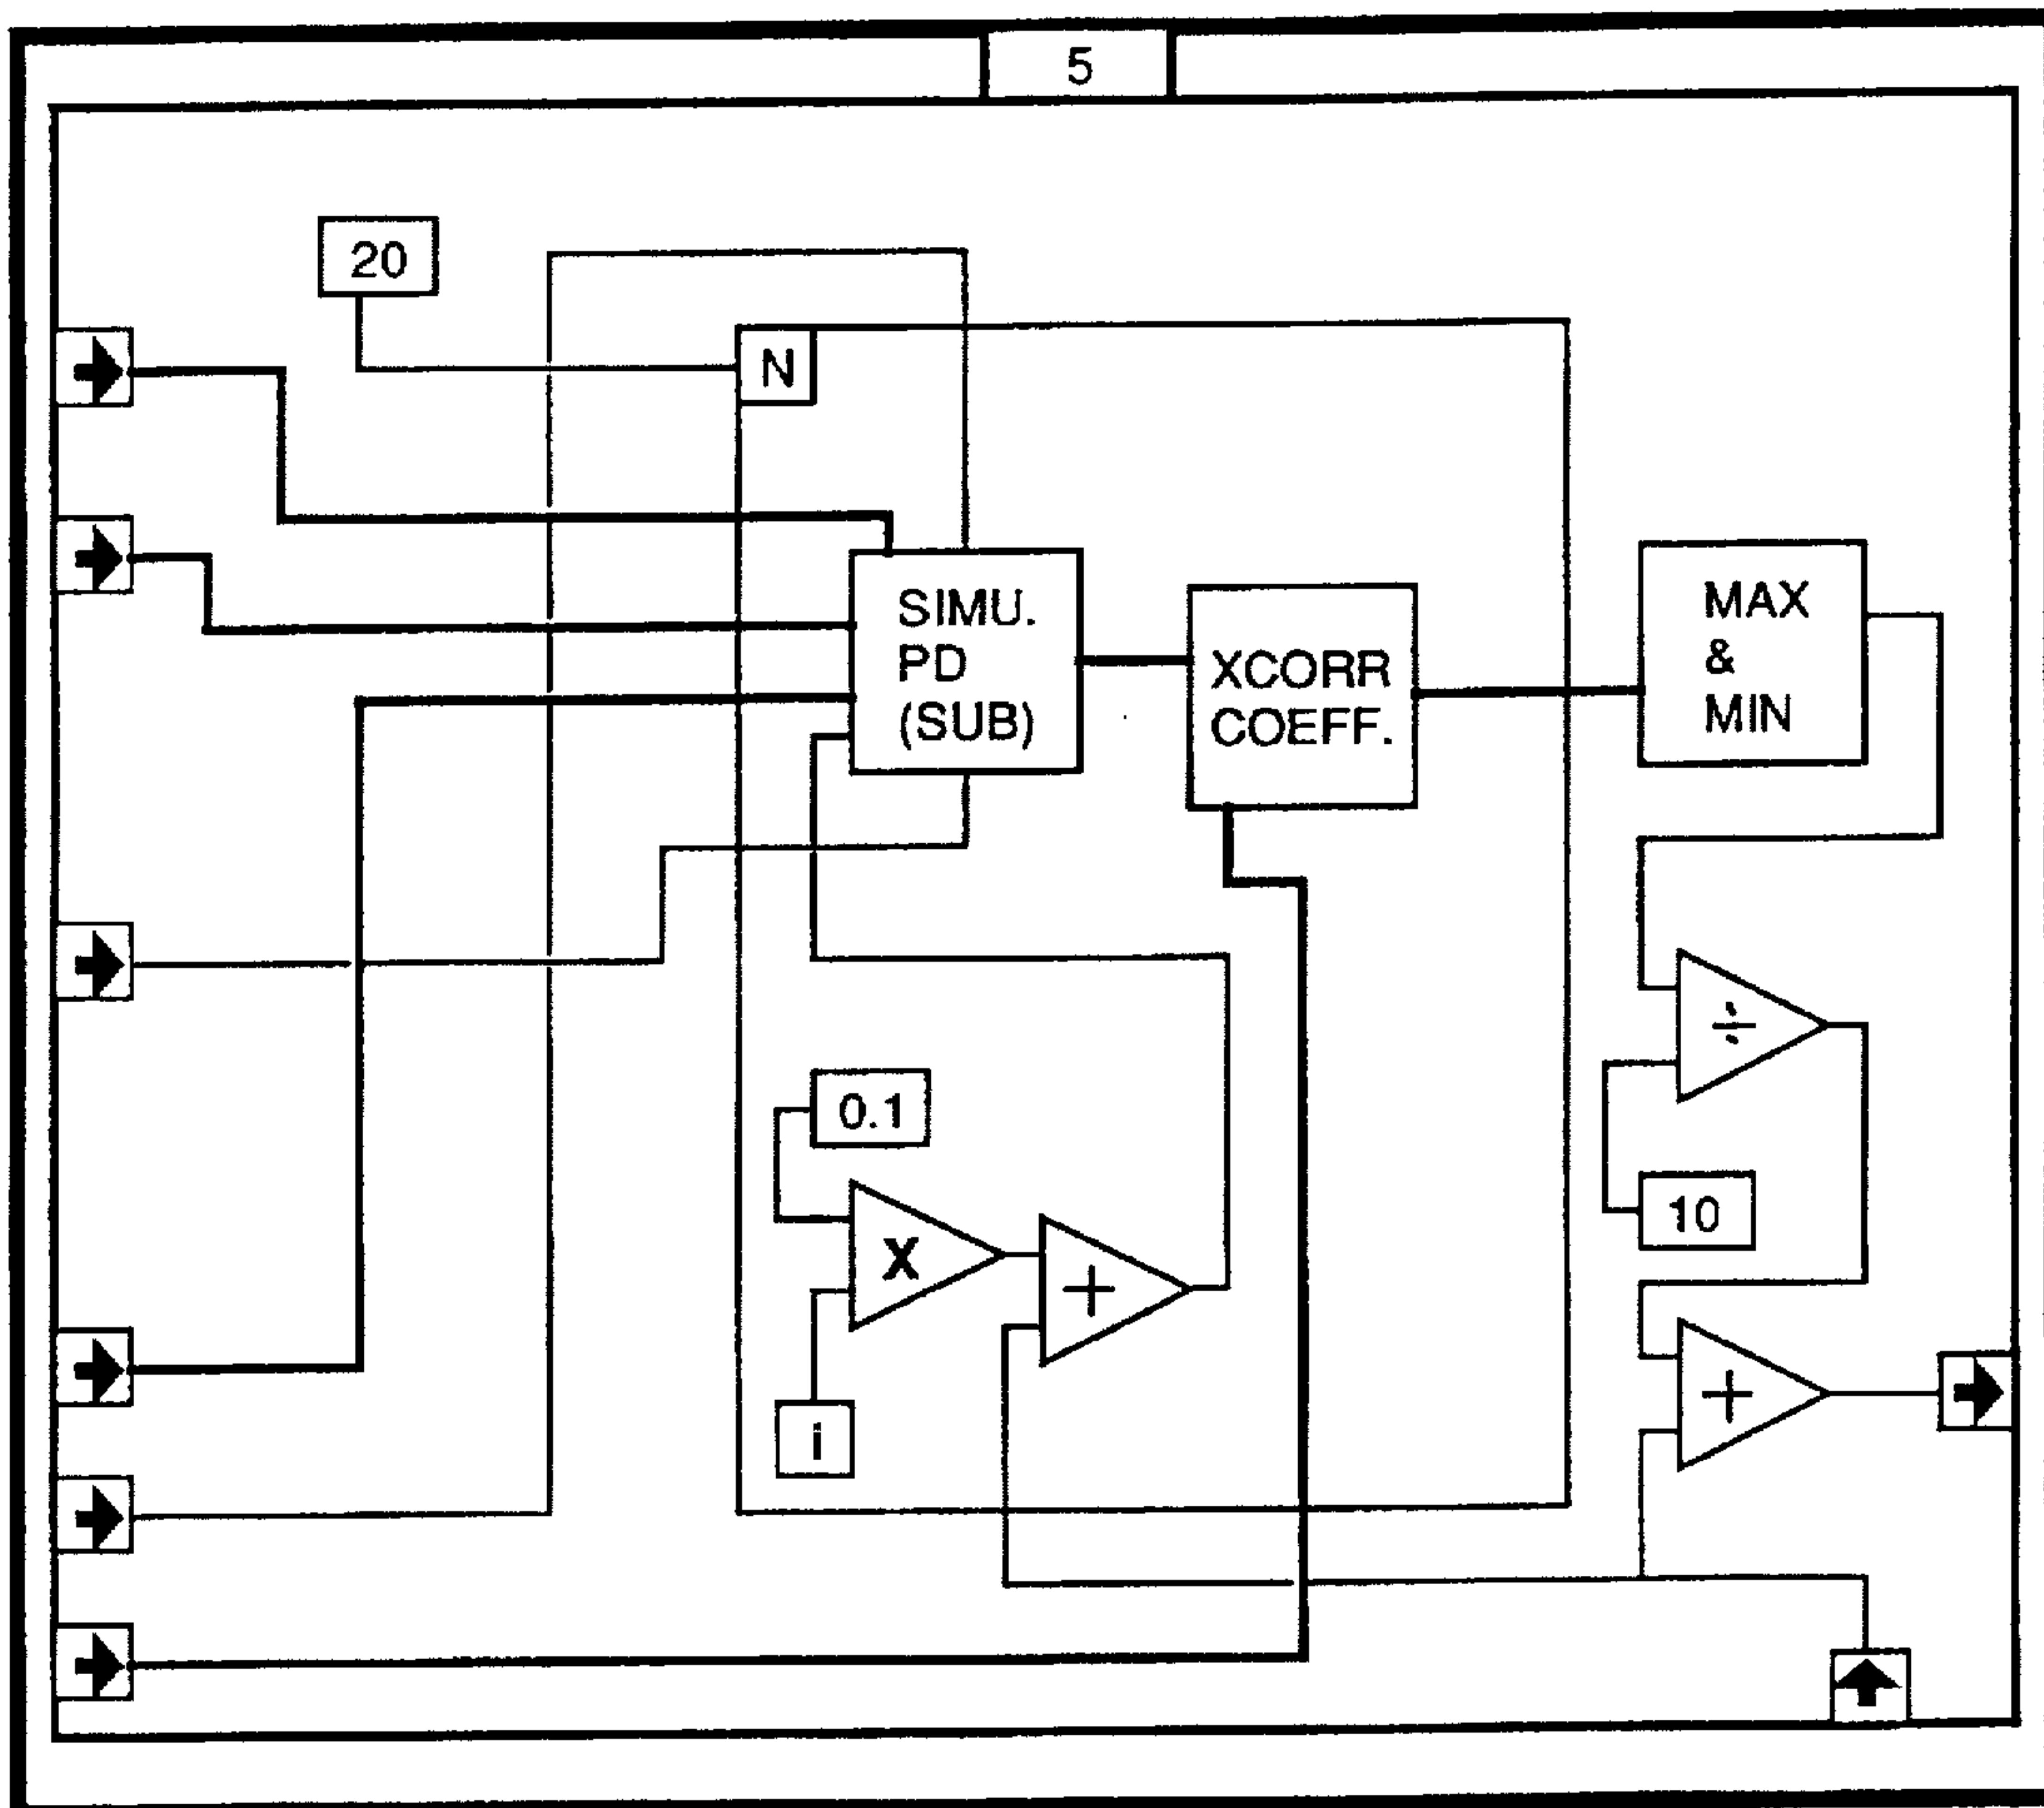 5
20
N
SIMU.
PD
(SUB)
XCORR
COEFF.
MAX
&
MIN
÷
0.1
10
X
+
+
i